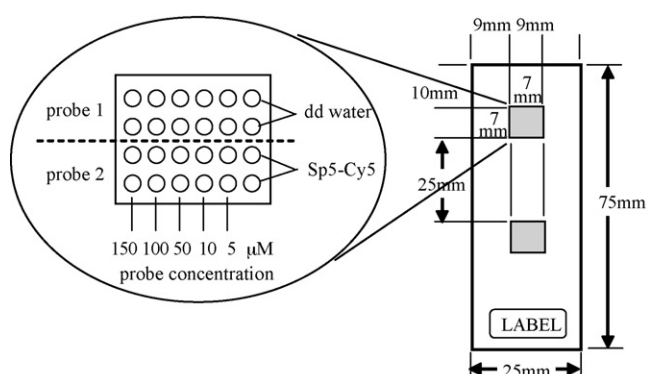 probe 1
probe 2
dd water
Sp5-Cy5
150 100 50 10 5 µM
probe concentration
9mm 9mm
10mm
7
mm
7
mm
25mm
75mm
LABEL
25mm